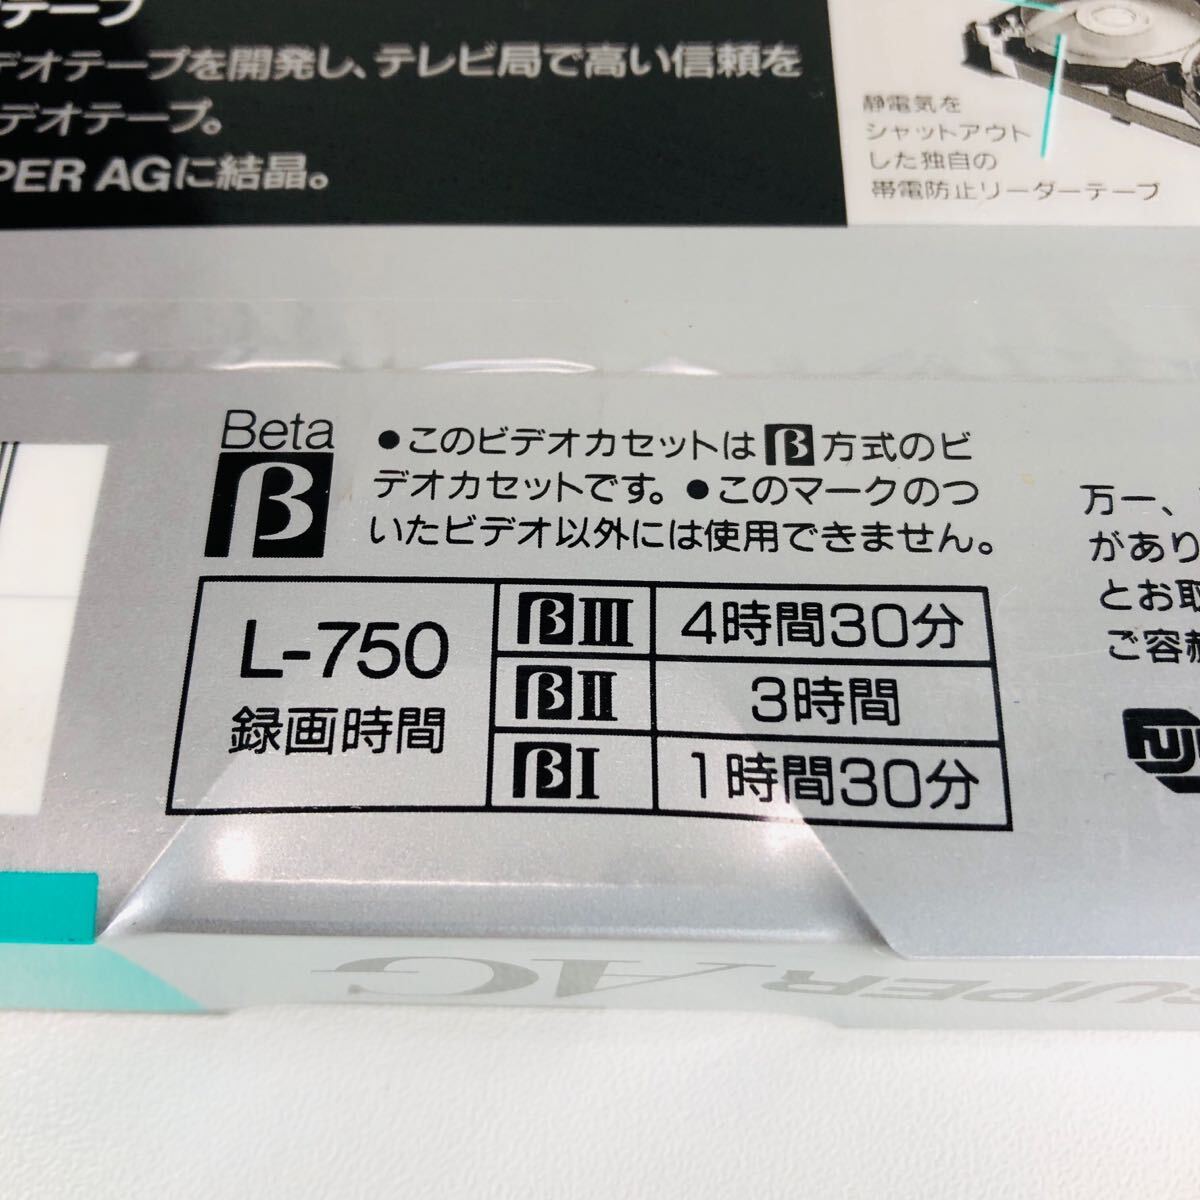 テープ
デオテープを開発し、テレビ局で高い信頼を
デオテープ。
PER AGに結晶。
静電気を
シャットアウト
した独自の
帯電防止リーダーテープ
Beta
β
●このビデオカセットはβ方式のビ
デオカセットです。●このマークのつ
いたビデオ以外には使用できません。
L-750
録画時間
βIII 4時間30分
βII 3時間
βI 1時間30分
万一、
があり
とお取
ご容赦
FUJI
SUPER AG